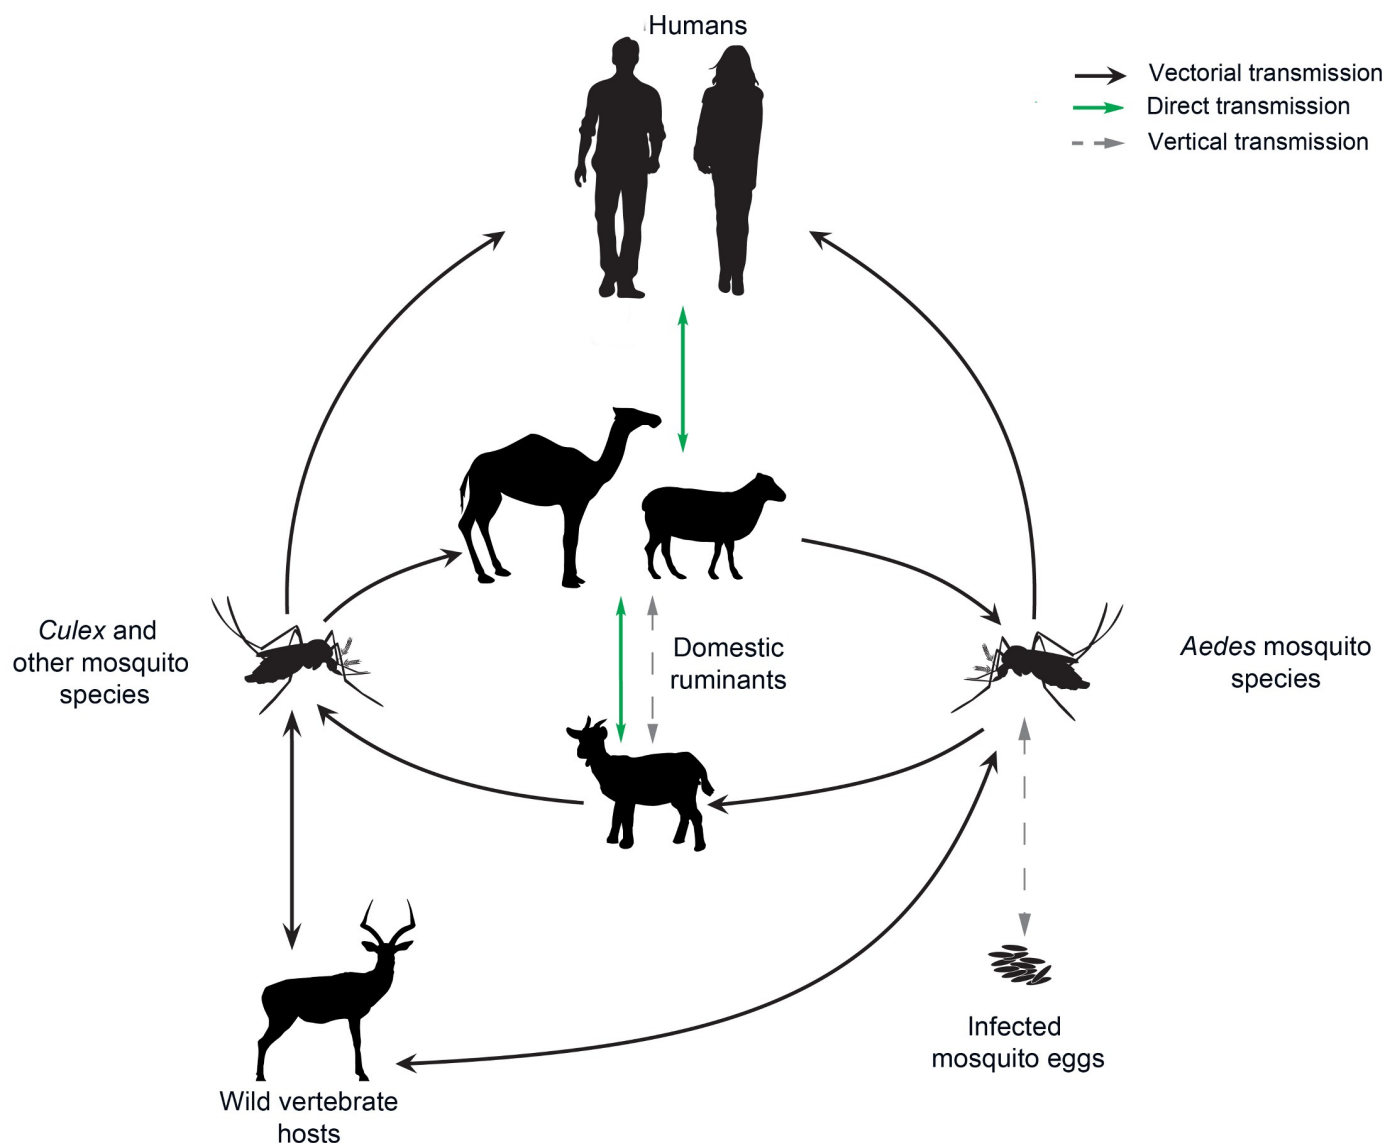 Humans
Vectorial transmission
Direct transmission
Vertical transmission
Culex and
other mosquito
species
Domestic
ruminants
Aedes mosquito
species
Infected
mosquito eggs
Wild vertebrate
hosts